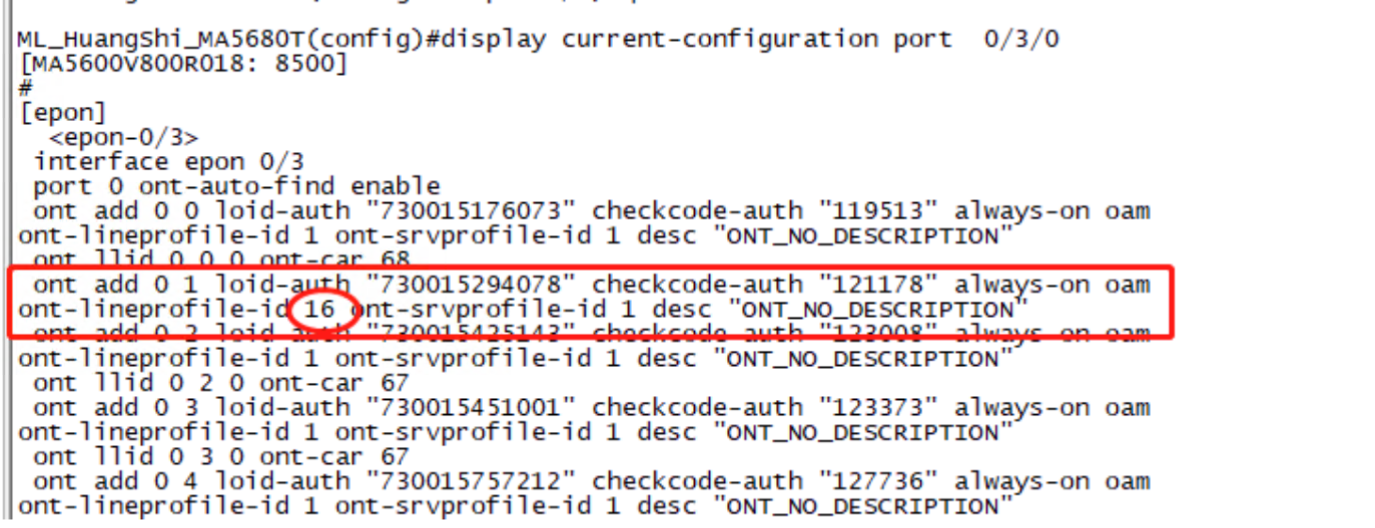 ML_HuangShi_MA5680T(config)#display current-configuration port  0/3/0
[MA5600V800R018: 8500]
#
[epon]
  <epon-0/3>
 interface epon 0/3
 port 0 ont-auto-find enable
 ont add 0 0 loid-auth "730015176073" checkcode-auth "119513" always-on oam
ont-lineprofile-id 1 ont-srvprofile-id 1 desc "ONT_NO_DESCRIPTION"
 ont llid 0 0 0 ont-car 68
 ont add 0 1 loid-auth "730015294078" checkcode-auth "121178" always-on oam
ont-lineprofile-id 16 ont-srvprofile-id 1 desc "ONT_NO_DESCRIPTION"
 ont add 0 2 loid-auth "730015425143" checkcode-auth "123008" always-on oam
ont-lineprofile-id 1 ont-srvprofile-id 1 desc "ONT_NO_DESCRIPTION"
 ont llid 0 2 0 ont-car 67
 ont add 0 3 loid-auth "730015451001" checkcode-auth "123373" always-on oam
ont-lineprofile-id 1 ont-srvprofile-id 1 desc "ONT_NO_DESCRIPTION"
 ont llid 0 3 0 ont-car 67
 ont add 0 4 loid-auth "730015757212" checkcode-auth "127736" always-on oam
ont-lineprofile-id 1 ont-srvprofile-id 1 desc "ONT_NO_DESCRIPTION"